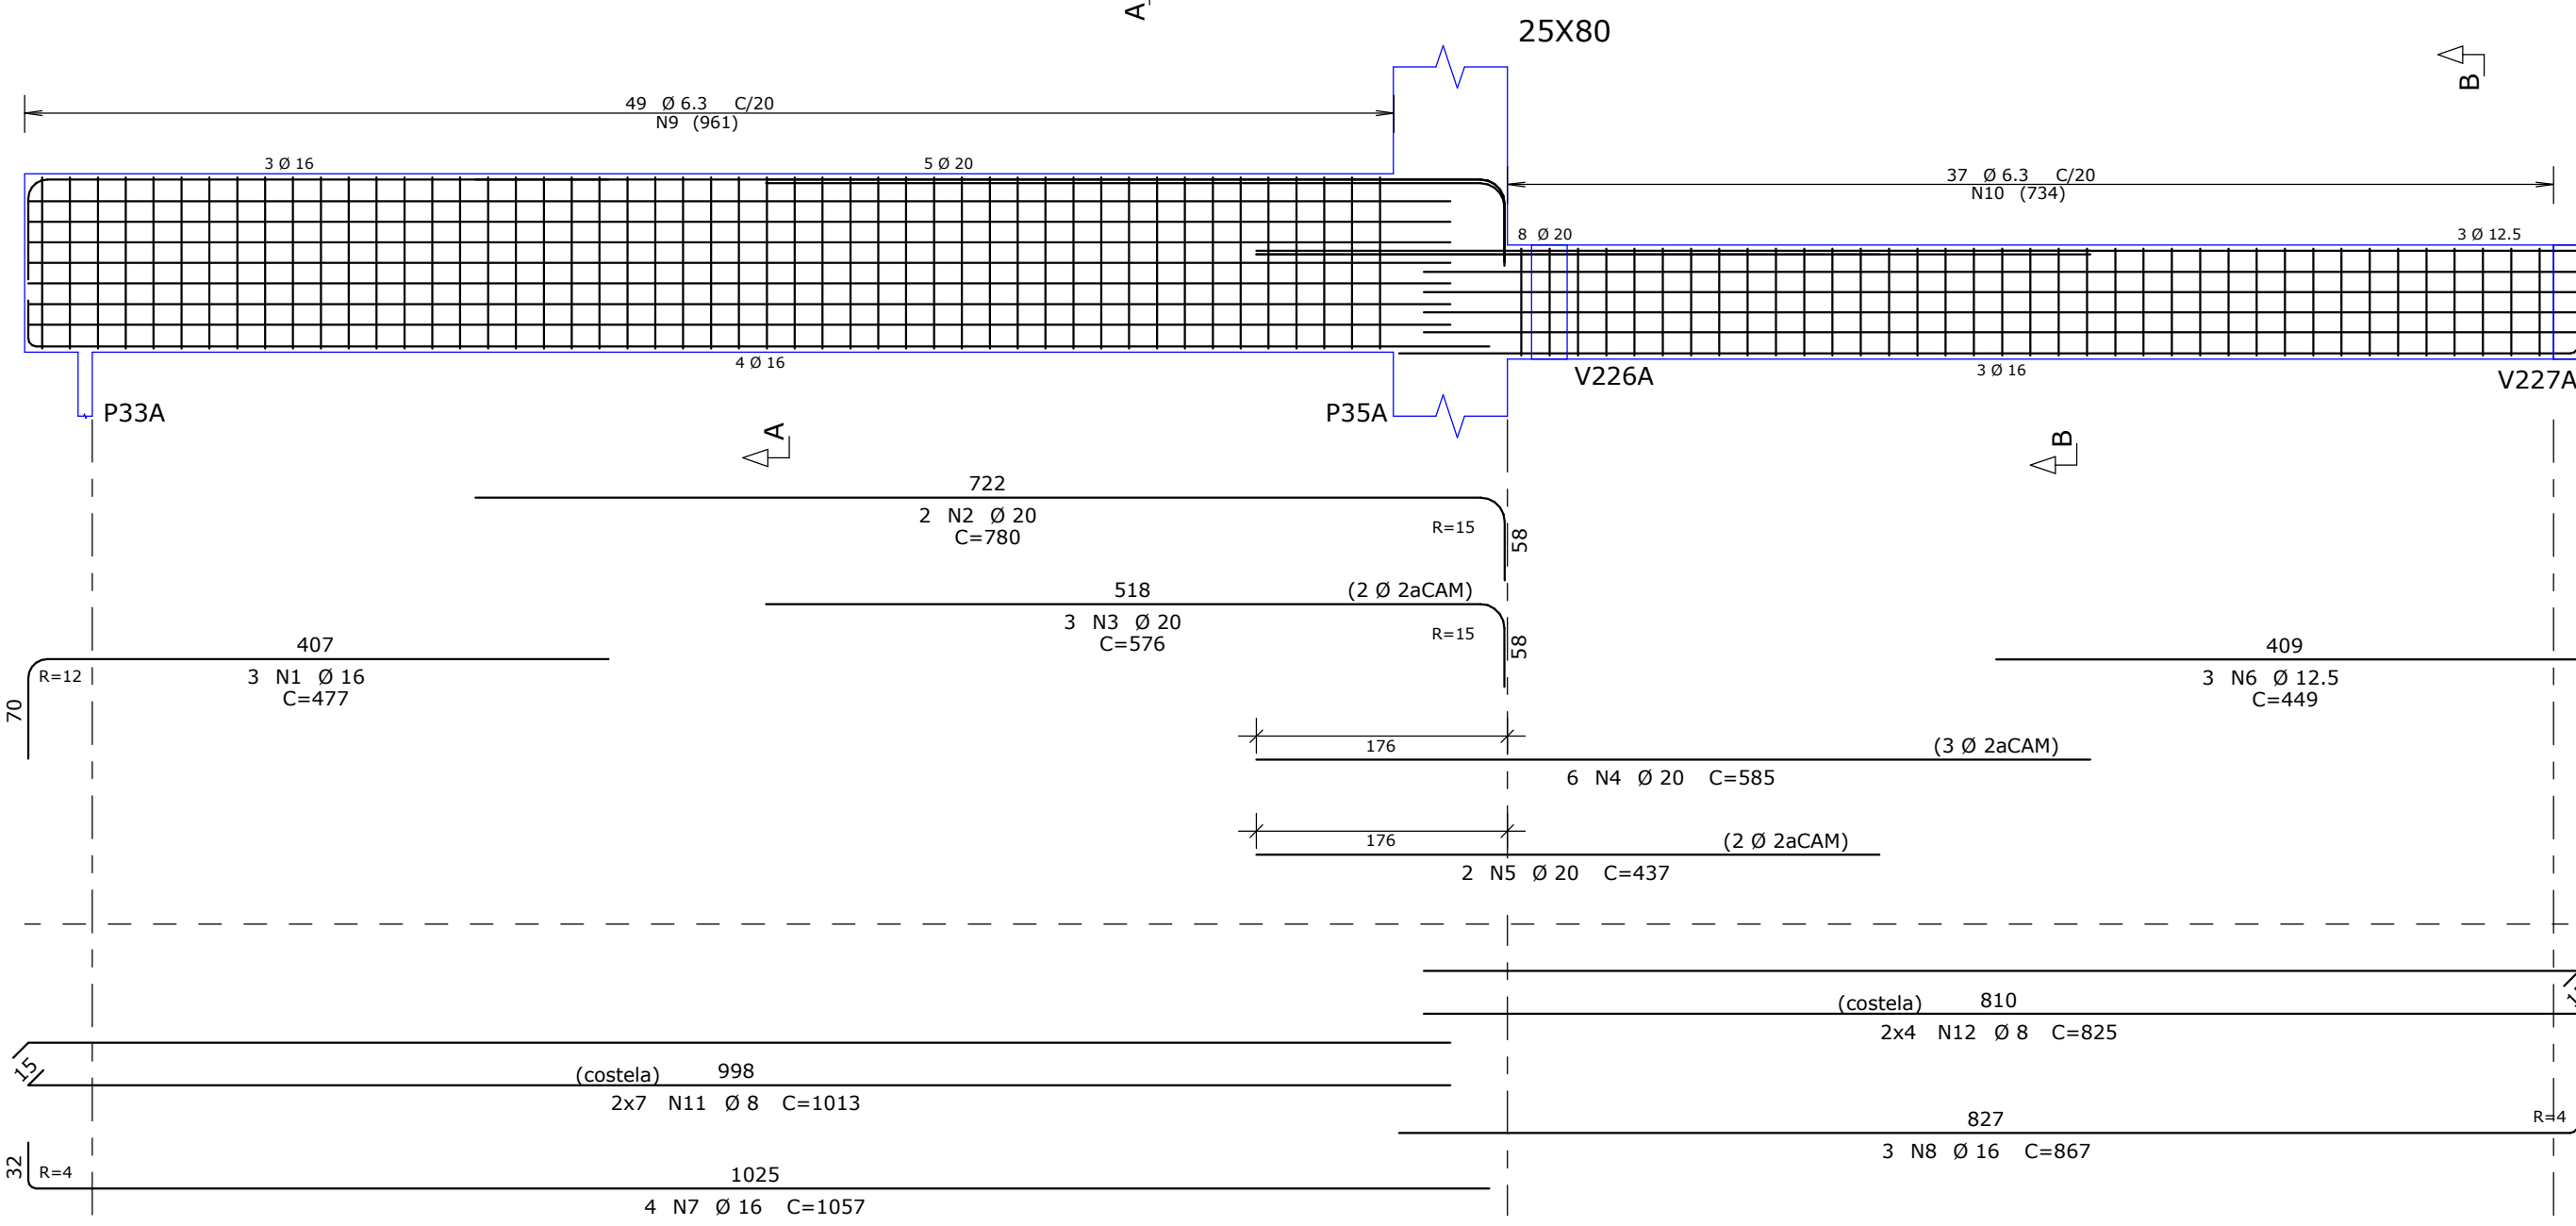 A
25X80
B
49 Ø 6.3 C/20
N9 (961)
3 Ø 16
5 Ø 20
37 Ø 6.3 C/20
N10 (734)
8 Ø 20
3 Ø 12.5
4 Ø 16
V226A
3 Ø 16
V227A
P33A
P35A
A
B
722
2 N2 Ø 20
C=780
R=15
58
518
(2 Ø 2aCAM)
3 N3 Ø 20
C=576
R=15
58
407
R=12
3 N1 Ø 16
C=477
70
409
3 N6 Ø 12.5
C=449
176
(3 Ø 2aCAM)
6 N4 Ø 20 C=585
176
(2 Ø 2aCAM)
2 N5 Ø 20 C=437
(costela) 810
2x4 N12 Ø 8 C=825
15
(costela) 998
2x7 N11 Ø 8 C=1013
827
R=4
3 N8 Ø 16 C=867
32
R=4
1025
4 N7 Ø 16 C=1057